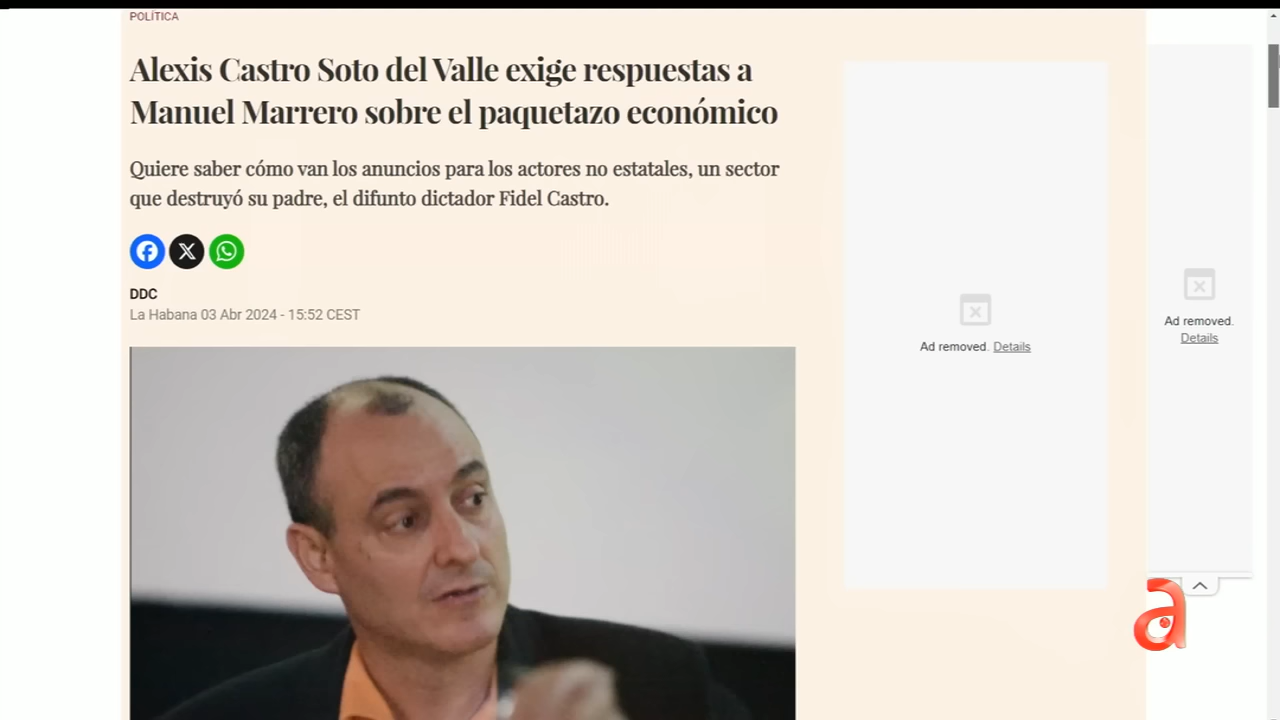 POLÍTICA
Alexis Castro Soto del Valle exige respuestas a
Manuel Marrero sobre el paquetazo económico
Quiere saber cómo van los anuncios para los actores no estatales, un sector
que destruyó su padre, el difunto dictador Fidel Castro.
DDC
La Habana 03 Abr 2024 - 15:52 CEST
Ad removed. Details
Ad removed.
Details
a